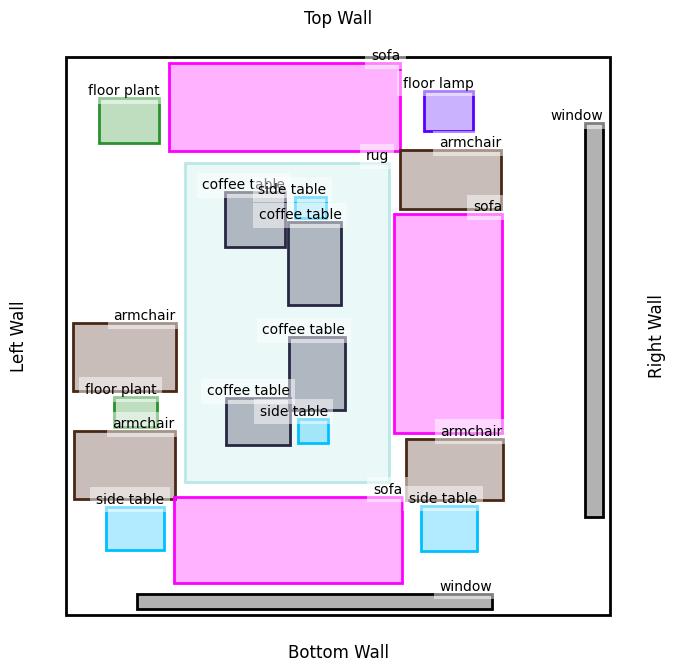 Top Wall
sofa
floor lamp
floor plant
window
armchair
rug
coffee table
side table
sofa
coffee table
armchair
coffee table
Left Wall
Right Wall
floor plant
coffee table
side table
armchair
armchair
sofa
side table
side table
window
Bottom Wall